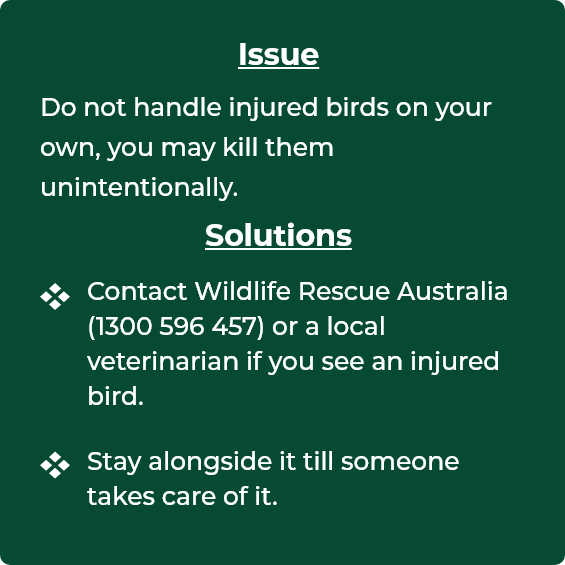 Issue
Do not handle injured birds on your
own, you may kill them
unintentionally.
Solutions
Contact Wildlife Rescue Australia
(1300 596 457) or a local
veterinarian if you see an injured
bird.
Stay alongside it till someone
takes care of it.